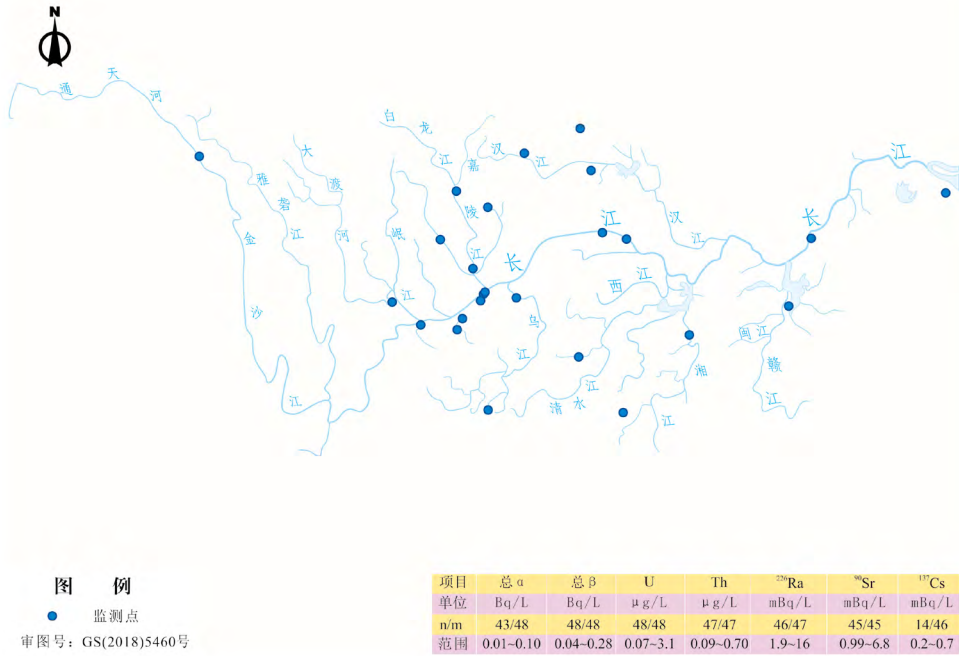 N
通天河
白龙江
嘉陵江
汉江
大渡河
雅砻江
岷江
金沙江
长江
长江
汉江
西江
乌江
清水江
湘江
闽江
赣江
图 例
监测点
审图号：GS(2018)5460号
项目 总α 总β U Th ²²⁶Ra ⁹⁰Sr ¹³⁷Cs
单位 Bq/L Bq/L μg/L μg/L mBq/L mBq/L mBq/L
n/m 43/48 48/48 48/48 47/47 46/47 45/45 14/46
范围 0.01~0.10 0.04~0.28 0.07~3.1 0.09~0.70 1.9~16 0.99~6.8 0.2~0.7